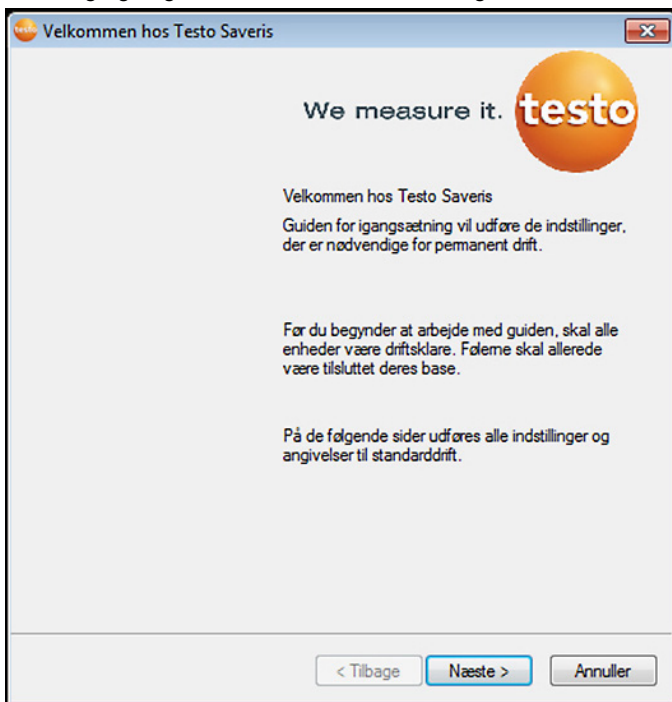 Velkommen hos Testo Saveris
We measure it. testo
Velkommen hos Testo Saveris
Guiden for igangsætning vil udføre de indstillinger,
der er nødvendige for permanent drift.
Før du begynder at arbejde med guiden, skal alle
enheder være driftsklare. Følerne skal allerede
være tilsluttet deres base.
På de følgende sider udføres alle indstillinger og
angivelser til standarddrift.
< Tilbage Næste > Annuller